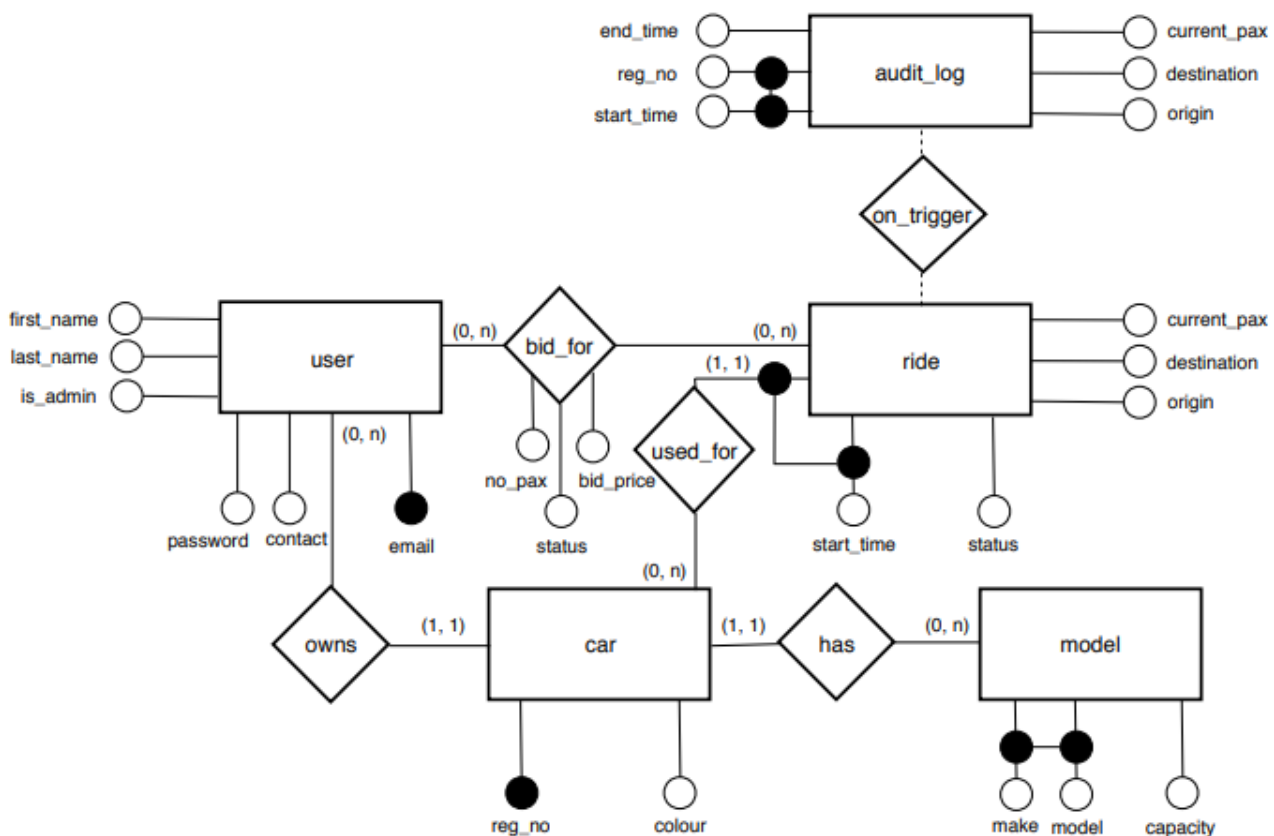 end_time
current_pax
reg_no
audit_log
destination
start_time
origin
on_trigger
first_name
last_name
is_admin
user
(0, n)
bid_for
(0, n)
(1, 1)
ride
current_pax
destination
origin
(0, n)
used_for
no_pax
bid_price
password
contact
email
status
start_time
status
(0, n)
owns
(1, 1)
car
(1, 1)
has
(0, n)
model
reg_no
colour
make
model
capacity